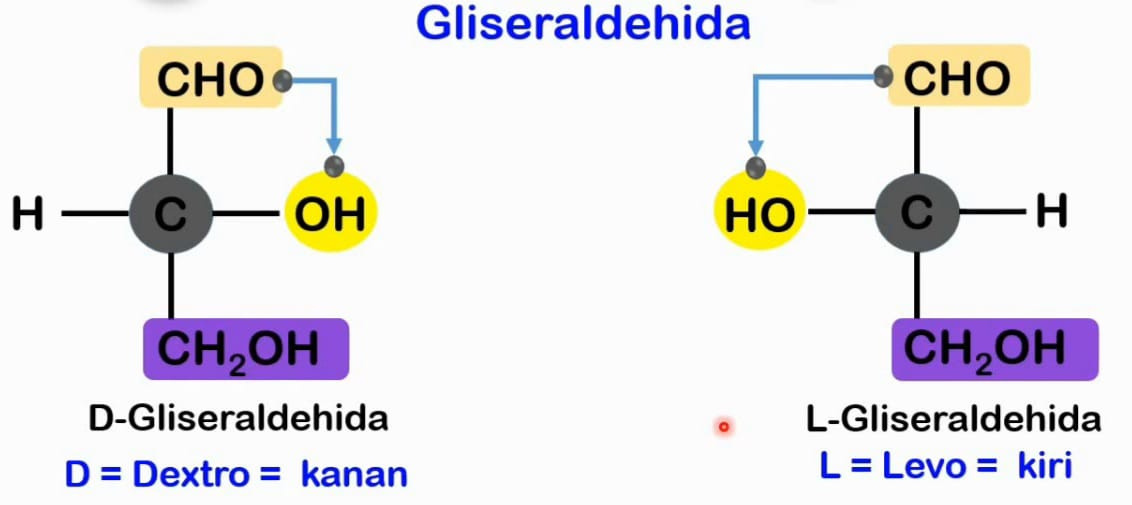 Gliseraldehida
CHO
H C OH
CH₂OH
D-Gliseraldehida
D = Dextro = kanan
CHO
HO C H
CH₂OH
L-Gliseraldehida
L = Levo = kiri